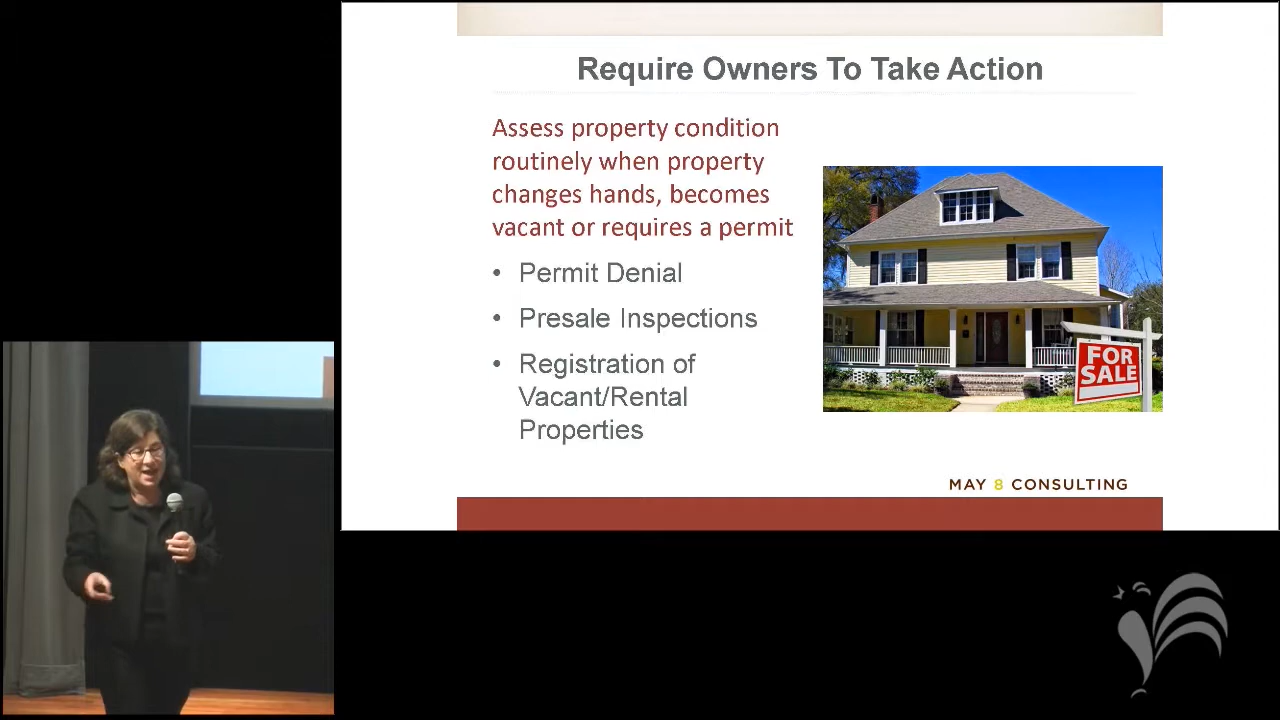 Require Owners To Take Action
Assess property condition
routinely when property
changes hands, becomes
vacant or requires a permit
• Permit Denial
• Presale Inspections
• Registration of
Vacant/Rental
Properties
FOR
SALE
MAY 8 CONSULTING